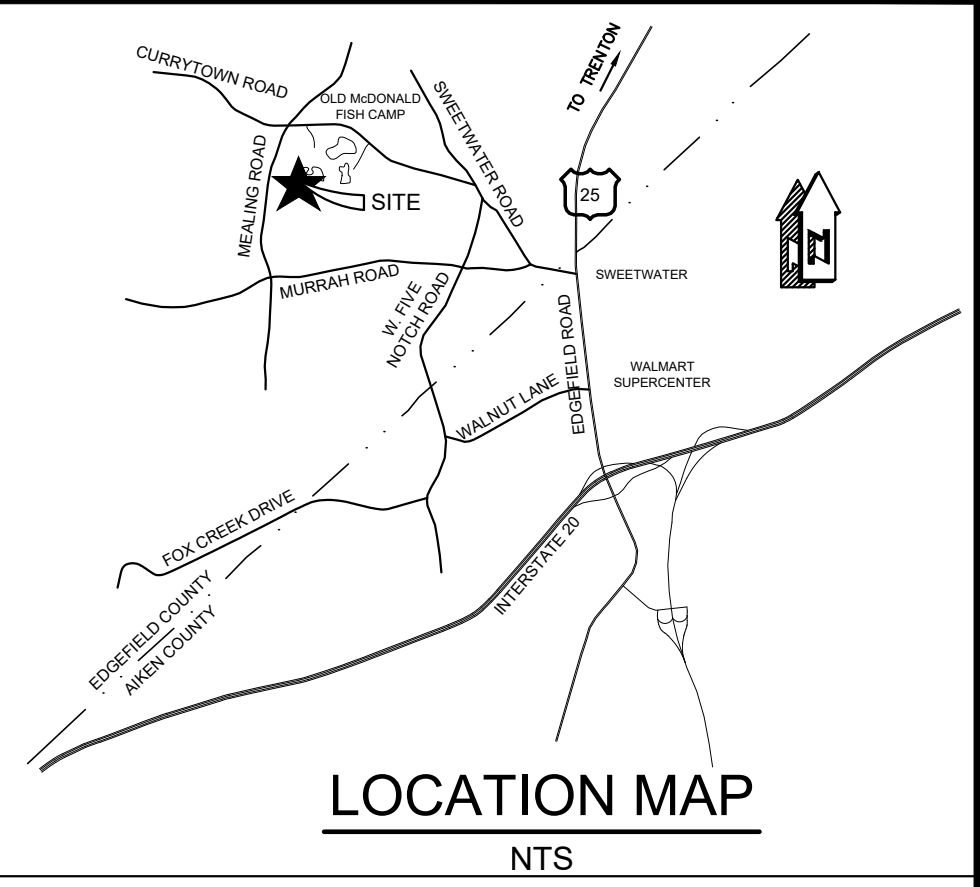 CURRYTOWN ROAD
OLD McDONALD
FISH CAMP
SWEETWATER ROAD
TO TRENTON
25
MEALING ROAD
SITE
N
MURRAH ROAD
W. FIVE
NOTCH ROAD
SWEETWATER
EDGEFIELD ROAD
WALMART
SUPERCENTER
WALNUT LANE
FOX CREEK DRIVE
INTERSTATE 20
EDGEFIELD COUNTY
AIKEN COUNTY
LOCATION MAP
NTS